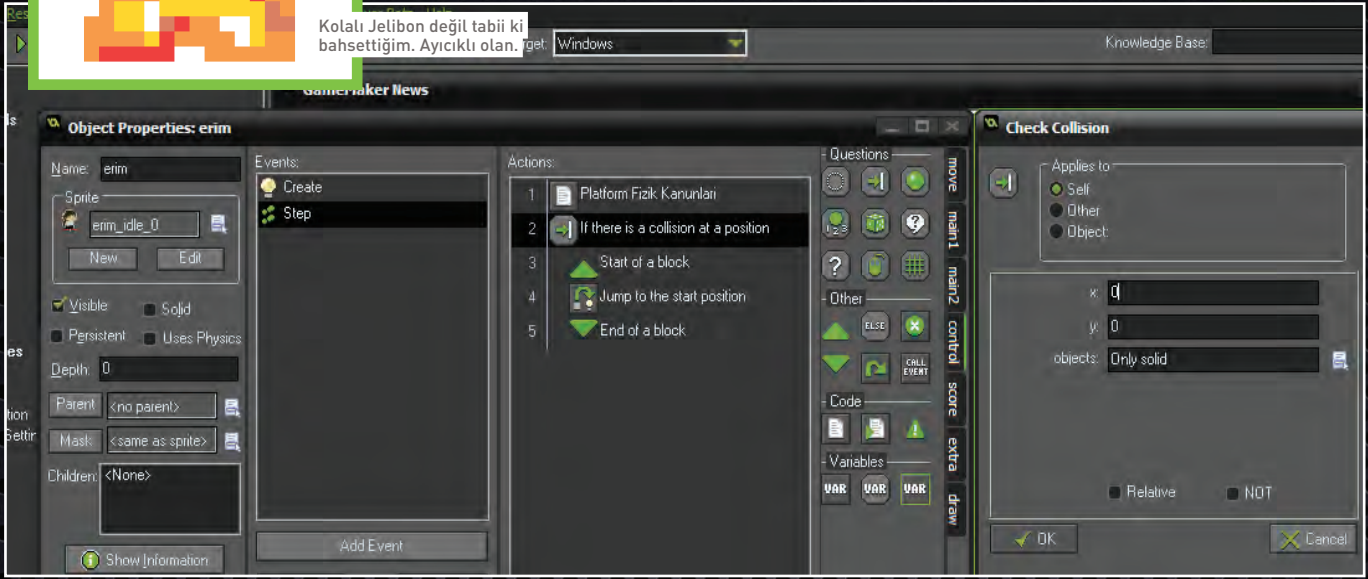 Kolalı Jelibon değil tabii ki
bahsettiğim. Ayıcıklı olan.
Windows
Knowledge Base:
GameMaker News
Object Properties: erim
Name: erim
Sprite
erim_idle_0
New Edit
Visible Solid
Persistent Uses Physics
Depth: 0
Parent <no parent>
Mask <same as sprite>
Children: <None>
Show Information
Events:
Create
Step
Add Event
Actions:
1 Platform Fizik Kanunları
2 If there is a collision at a position
3 Start of a block
4 Jump to the start position
5 End of a block
Questions
Other
ELSE
CALL
EVENT
Code
Variables
VAR VAR VAR
move
main1
main2
control
score
extra
draw
Check Collision
Applies to
Self
Other
Object:
x: 0
y: 0
objects: Only solid
Relative NOT
OK Cancel